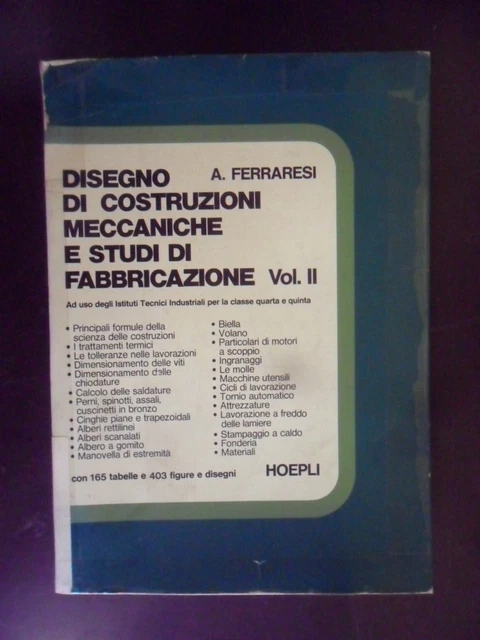 A. FERRARESI
DISEGNO
DI COSTRUZIONI
MECCANICHE
E STUDI DI
FABBRICAZIONE Vol. II
Ad uso degli Istituti Tecnici Industriali per la classe quarta e quinta
• Principali formule della
scienza delle costruzioni
• I trattamenti termici
• Le tolleranze nelle lavorazioni
• Dimensionamento delle viti
• Dimensionamento delle
chiodature
• Calcolo delle saldature
• Perni, spinotti, assali,
cuscinetti in bronzo
• Cinghie piane e trapezoidali
• Alberi rettilinei
• Alberi scanalati
• Albero a gomito
• Manovella di estremità
• Biella
• Volano
• Particolari di motori
a scoppio
• Ingranaggi
• Le molle
• Macchine utensili
• Cicli di lavorazione
• Tornio automatico
• Attrezzature
• Lavorazione a freddo
delle lamiere
• Stampaggio a caldo
• Fonderia
• Materiali
con 165 tabelle e 403 figure e disegni
HOEPLI